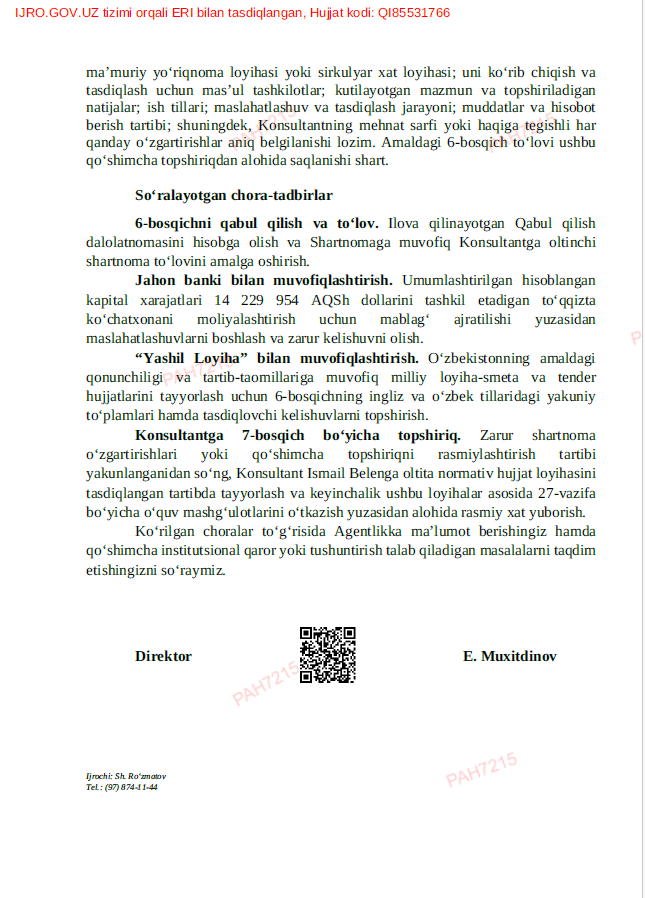 IJRO.GOV.UZ tizimi orqali ERI bilan tasdiqlangan, Hujjat kodi: QI85531766
ma’muriy yo‘riqnoma loyihasi yoki sirkulyar xat loyihasi; uni ko‘rib chiqish va
tasdiqlash uchun mas’ul tashkilotlar; kutilayotgan mazmun va topshiriladigan
natijalar; ish tillari; maslahatlashuv va tasdiqlash jarayoni; muddatlar va hisobot
berish tartibi; shuningdek, Konsultantning mehnat sarfi yoki haqiga tegishli har
qanday o‘zgartirishlar aniq belgilanishi lozim. Amaldagi 6-bosqich to‘lovi ushbu
qo‘shimcha topshiriqdan alohida saqlanishi shart.
So‘ralayotgan chora-tadbirlar
6-bosqichni qabul qilish va to‘lov. Ilova qilinayotgan Qabul qilish
dalolatnomasini hisobga olish va Shartnomaga muvofiq Konsultantga oltinchi
shartnoma to‘lovini amalga oshirish.
Jahon banki bilan muvofiqlashtirish. Umumlashtirilgan hisoblangan
kapital xarajatlari 14 229 954 AQSh dollarini tashkil etadigan to‘qqizta
ko‘chatxonani moliyalashtirish uchun mablag‘ ajratilishi yuzasidan
maslahatlashuvlarni boshlash va zarur kelishuvni olish.
“Yashil Loyiha” bilan muvofiqlashtirish. O‘zbekistonning amaldagi
qonunchiligi va tartib-taomillariga muvofiq milliy loyiha-smeta va tender
hujjatlarini tayyorlash uchun 6-bosqichning ingliz va o‘zbek tillaridagi yakuniy
to‘plamlari hamda tasdiqlovchi kelishuvlarni topshirish.
Konsultantga 7-bosqich bo‘yicha topshiriq. Zarur shartnoma
o‘zgartirishlari yoki qo‘shimcha topshiriqni rasmiylashtirish tartibi
yakunlanganidan so‘ng, Konsultant Ismail Belenga oltita normativ hujjat loyihasini
tasdiqlangan tartibda tayyorlash va keyinchalik ushbu loyihalar asosida 27-vazifa
bo‘yicha o‘quv mashg‘ulotlarini o‘tkazish yuzasidan alohida rasmiy xat yuborish.
Ko‘rilgan choralar to‘g‘risida Agentlikka ma’lumot berishingiz hamda
qo‘shimcha institutsional qaror yoki tushuntirish talab qiladigan masalalarni taqdim
etishingizni so‘raymiz.
Direktor E. Muxitdinov
Ijrochi: Sh. Ro‘zmatov
Tel.: (97) 874-11-44
PAH7215
PAH7215
PAH7215
PAH7215
PAH7215